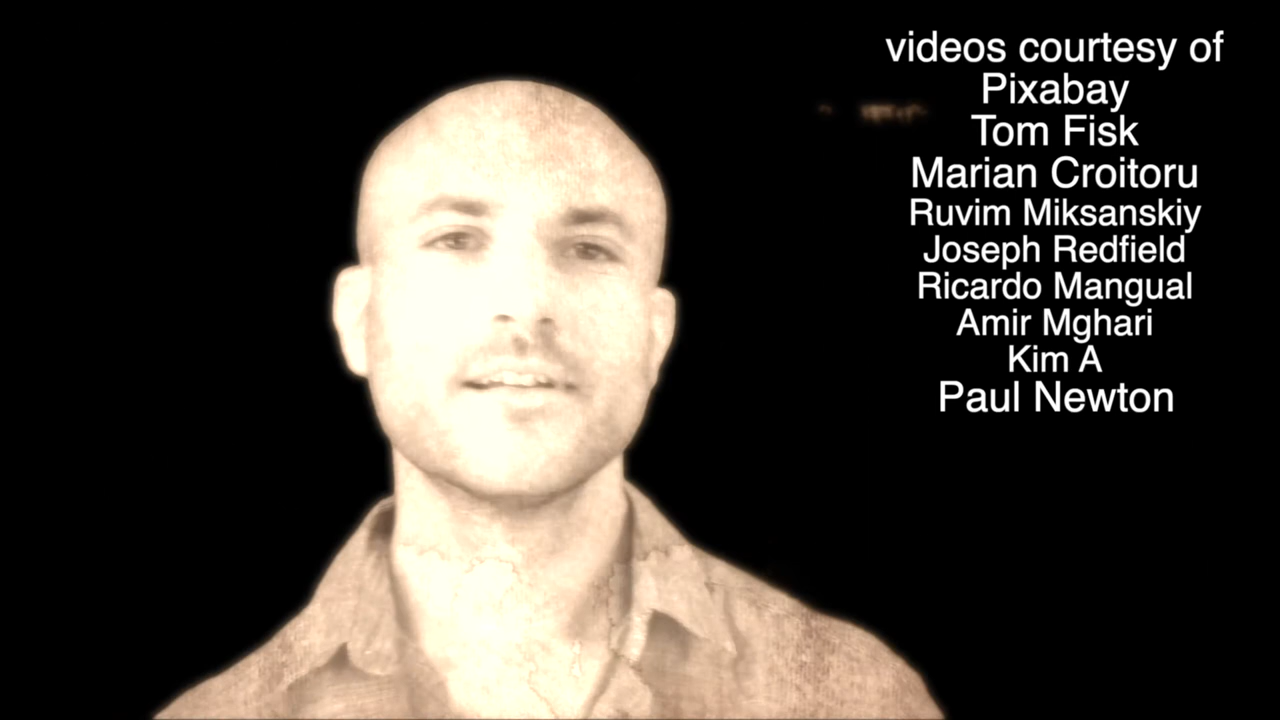 videos courtesy of
Pixabay
Tom Fisk
Marian Croitoru
Ruvim Miksanskiy
Joseph Redfield
Ricardo Mangual
Amir Mghari
Kim A
Paul Newton